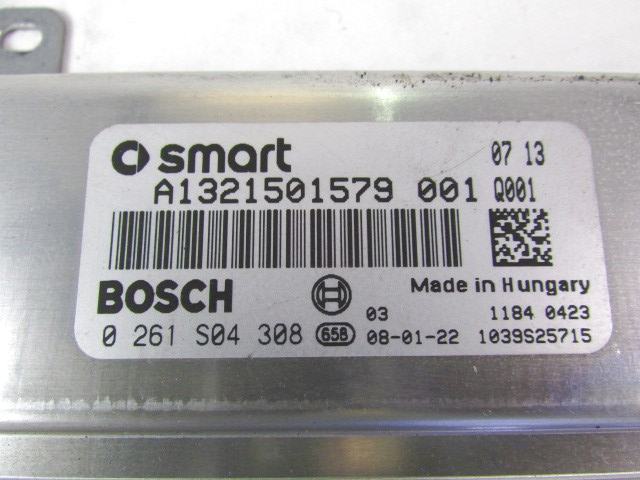 smart 07 13
A1321501579 001 Q001
BOSCH Made in Hungary
03 1184 0423
0 261 S04 308 658 08-01-22 1039S25715